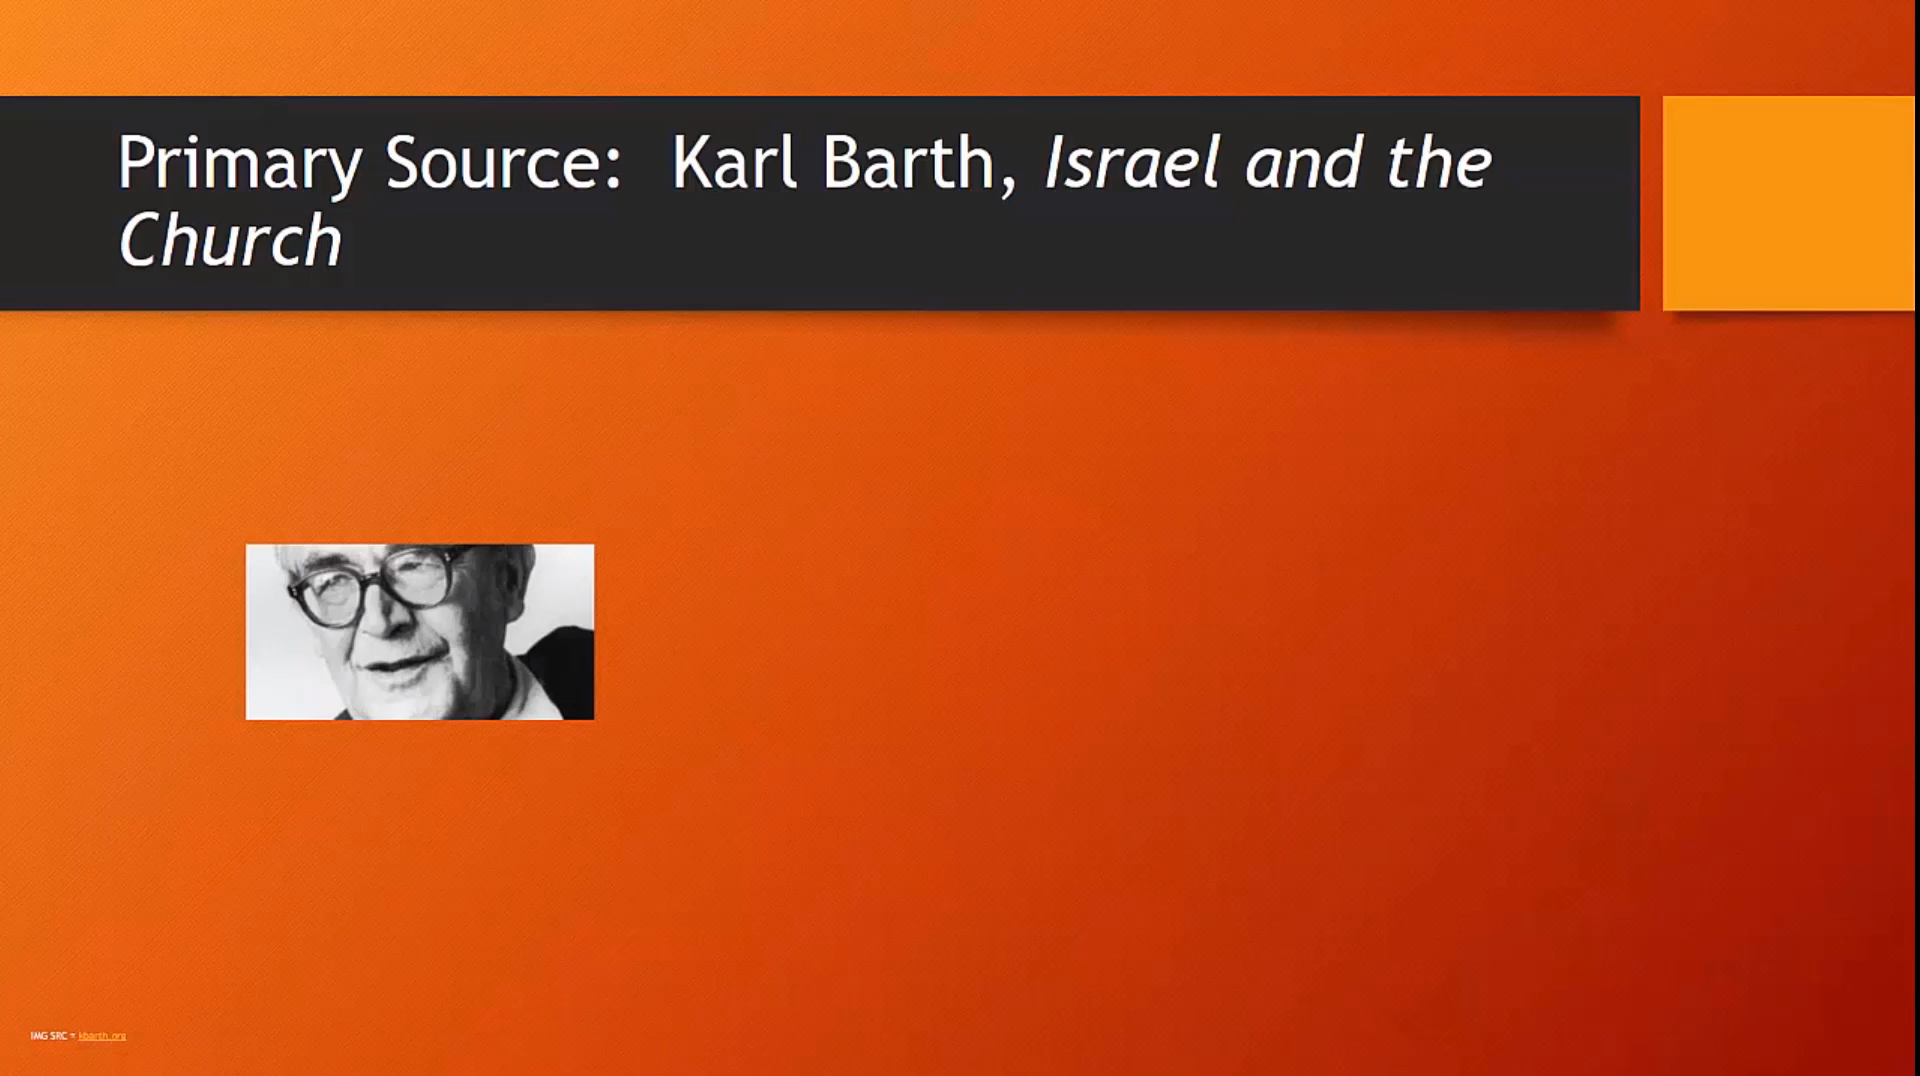 Primary Source:  Karl Barth, Israel and the
Church
IMG SRC = kbarth.org